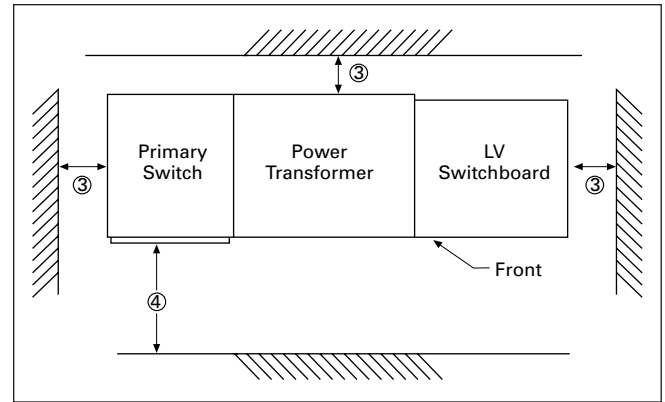 ③
Primary
Switch
Power
Transformer
LV
Switchboard
③
③
Front
④